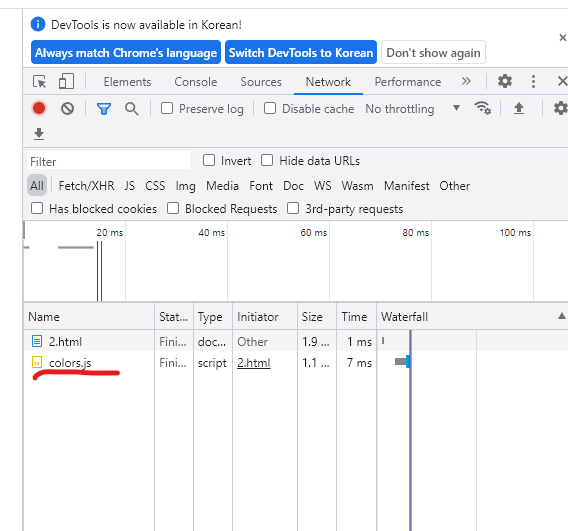 DevTools is now available in Korean!
Always match Chrome's language Switch DevTools to Korean Don't show again
Elements Console Sources Network Performance »
Preserve log Disable cache No throttling
Filter Invert Hide data URLs
All Fetch/XHR JS CSS Img Media Font Doc WS Wasm Manifest Other
Has blocked cookies Blocked Requests 3rd-party requests
20 ms 40 ms 60 ms 80 ms 100 ms
Name Stat... Type Initiator Size Time Waterfall
2.html Fini... doc... Other 1.9 ... 1 ms
colors.js Fini... script 2.html 1.1 ... 7 ms